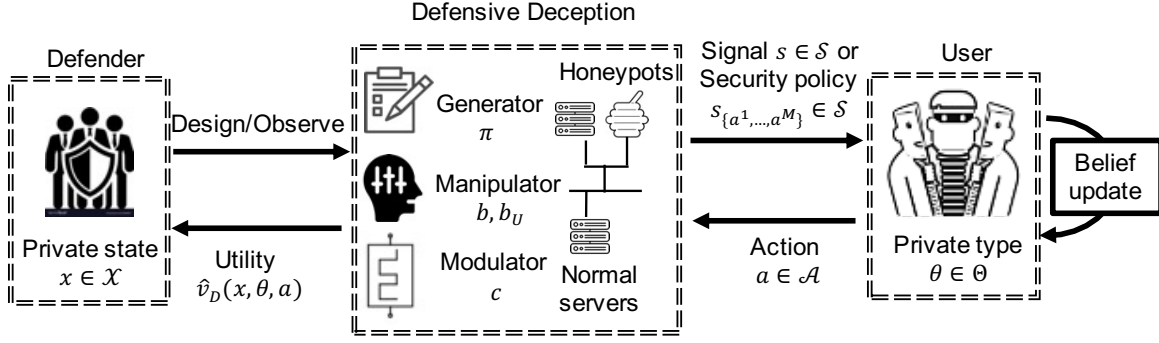 Defensive Deception
Defender
Private state
x ∈ 𝒳
Design/Observe
Utility
v̂_D(x, θ, a)
Generator
π
Manipulator
b, b_U
Modulator
c
Honeypots
Normal
servers
Signal s ∈ 𝒮 or
Security policy
s_{a¹,…,a^M} ∈ 𝒮
Action
a ∈ 𝒜
User
Private type
θ ∈ Θ
Belief
update